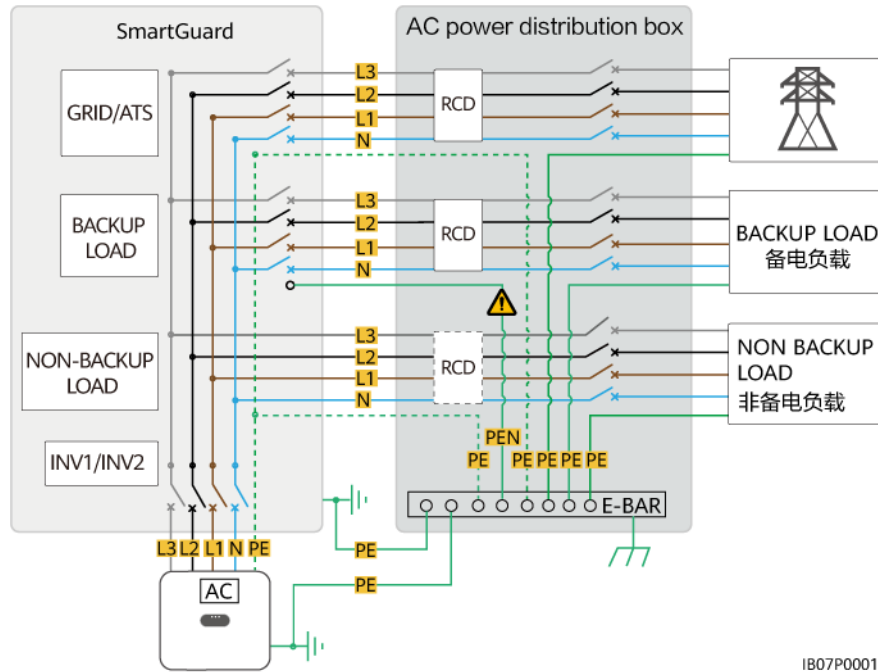 SmartGuard
AC power distribution box
GRID/ATS
L3
L2
L1
N
RCD
BACKUP
LOAD
L3
L2
L1
N
RCD
BACKUP LOAD
备电负载
NON-BACKUP
LOAD
L3
L2
L1
N
RCD
NON BACKUP
LOAD
非备电负载
INV1/INV2
PEN
PE
PE
PE
PE
PE
E-BAR
L3
L2
L1
N
PE
PE
PE
AC
IB07P0001